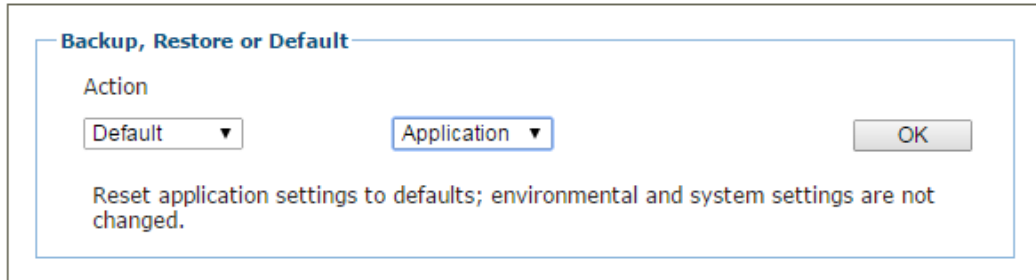 Backup, Restore or Default
Action
Default
Application
OK
Reset application settings to defaults; environmental and system settings are not
changed.